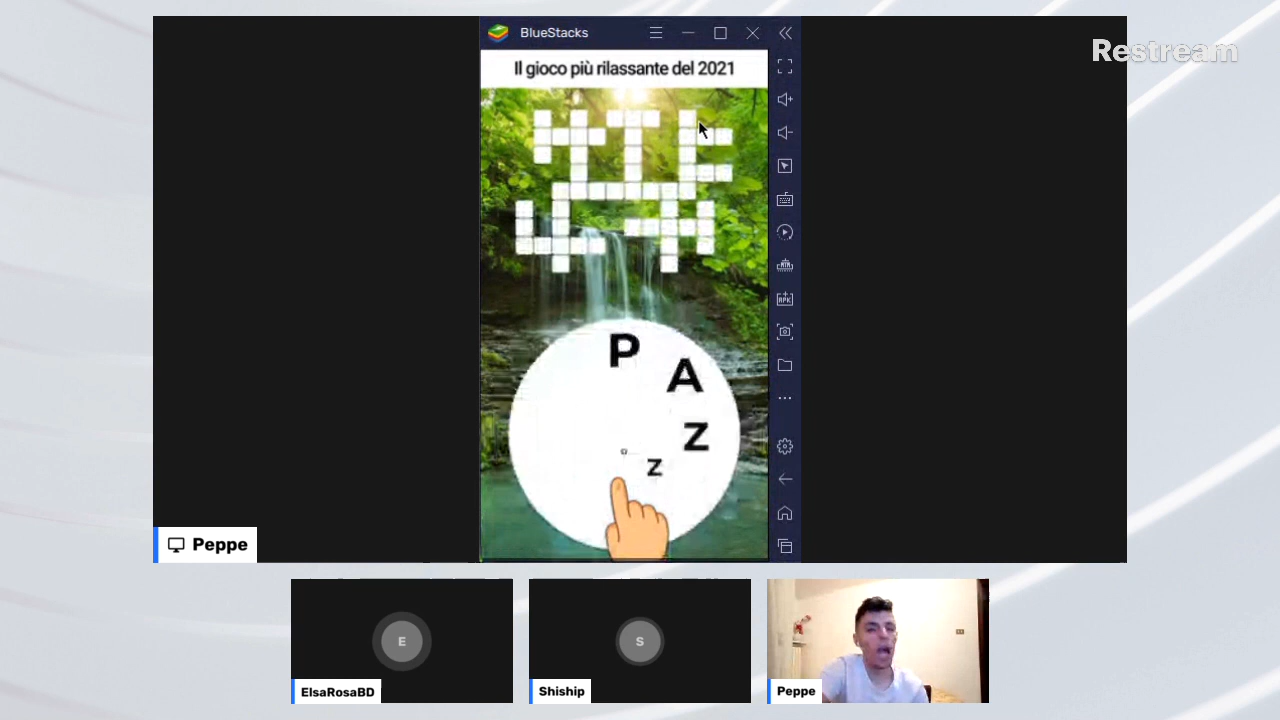 BlueStacks
Restream
Il gioco più rilassante del 2021
P
A
Z
Z
Peppe
E
S
ElsaRosaBD
Shiship
Peppe